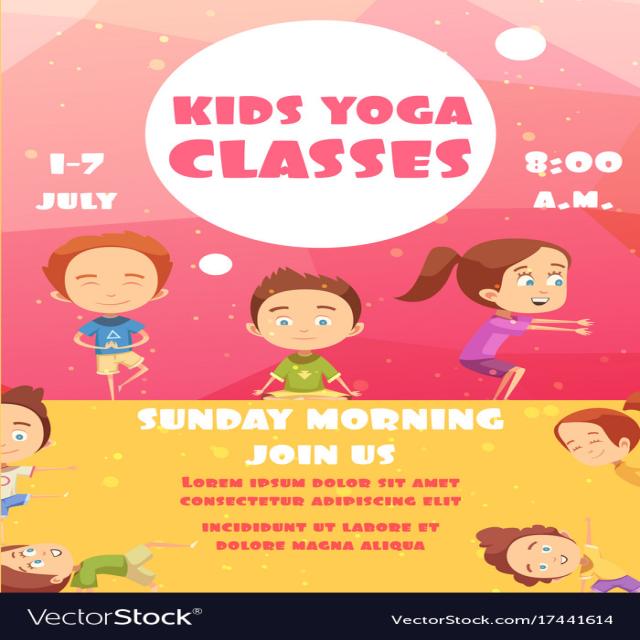 KIDS YOGA
CLASSES
1-7
JULY
8:00
A.M.
SUNDAY MORNING
JOIN US
LOREM IPSUM DOLOR SIT AMET
CONSECTETUR ADIPISCING ELIT
INCIDIDUNT UT LABORE ET
DOLORE MAGNA ALIQUA
VectorStock®
VectorStock.com/17441614